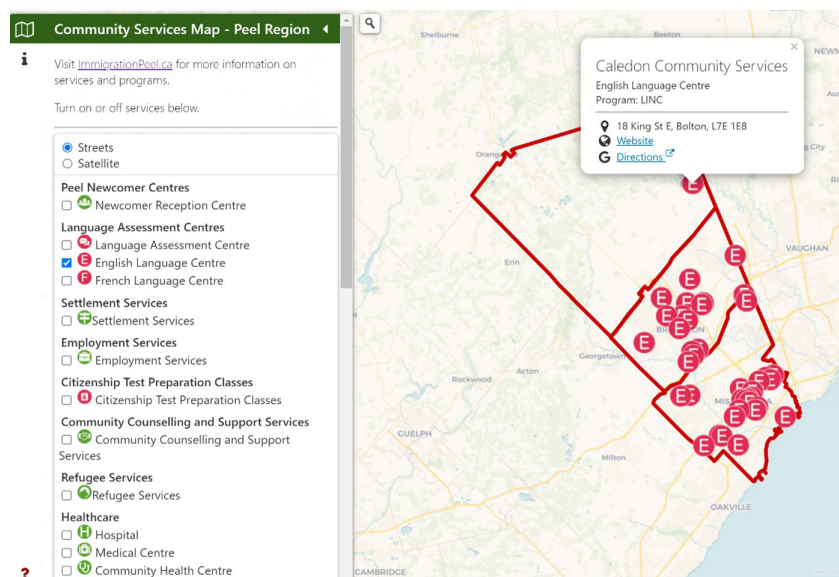 Community Services Map - Peel Region
Visit ImmigrationPeel.ca for more information on
services and programs.
Turn on or off services below.
Streets
Satellite
Peel Newcomer Centres
Newcomer Reception Centre
Language Assessment Centres
Language Assessment Centre
E English Language Centre
F French Language Centre
Settlement Services
Settlement Services
Employment Services
Employment Services
Citizenship Test Preparation Classes
Citizenship Test Preparation Classes
Community Counselling and Support Services
Community Counselling and Support
Services
Refugee Services
Refugee Services
Healthcare
H Hospital
Medical Centre
Community Health Centre
?
Shelburne
Beeton
Caledon Community Services
English Language Centre
Program: LINC
18 King St E, Bolton, L7E 1E8
Website
G Directions
Erin
VAUGHAN
Georgetown
Acton
Rockwood
GUELPH
Milton
OAKVILLE
CAMBRIDGE